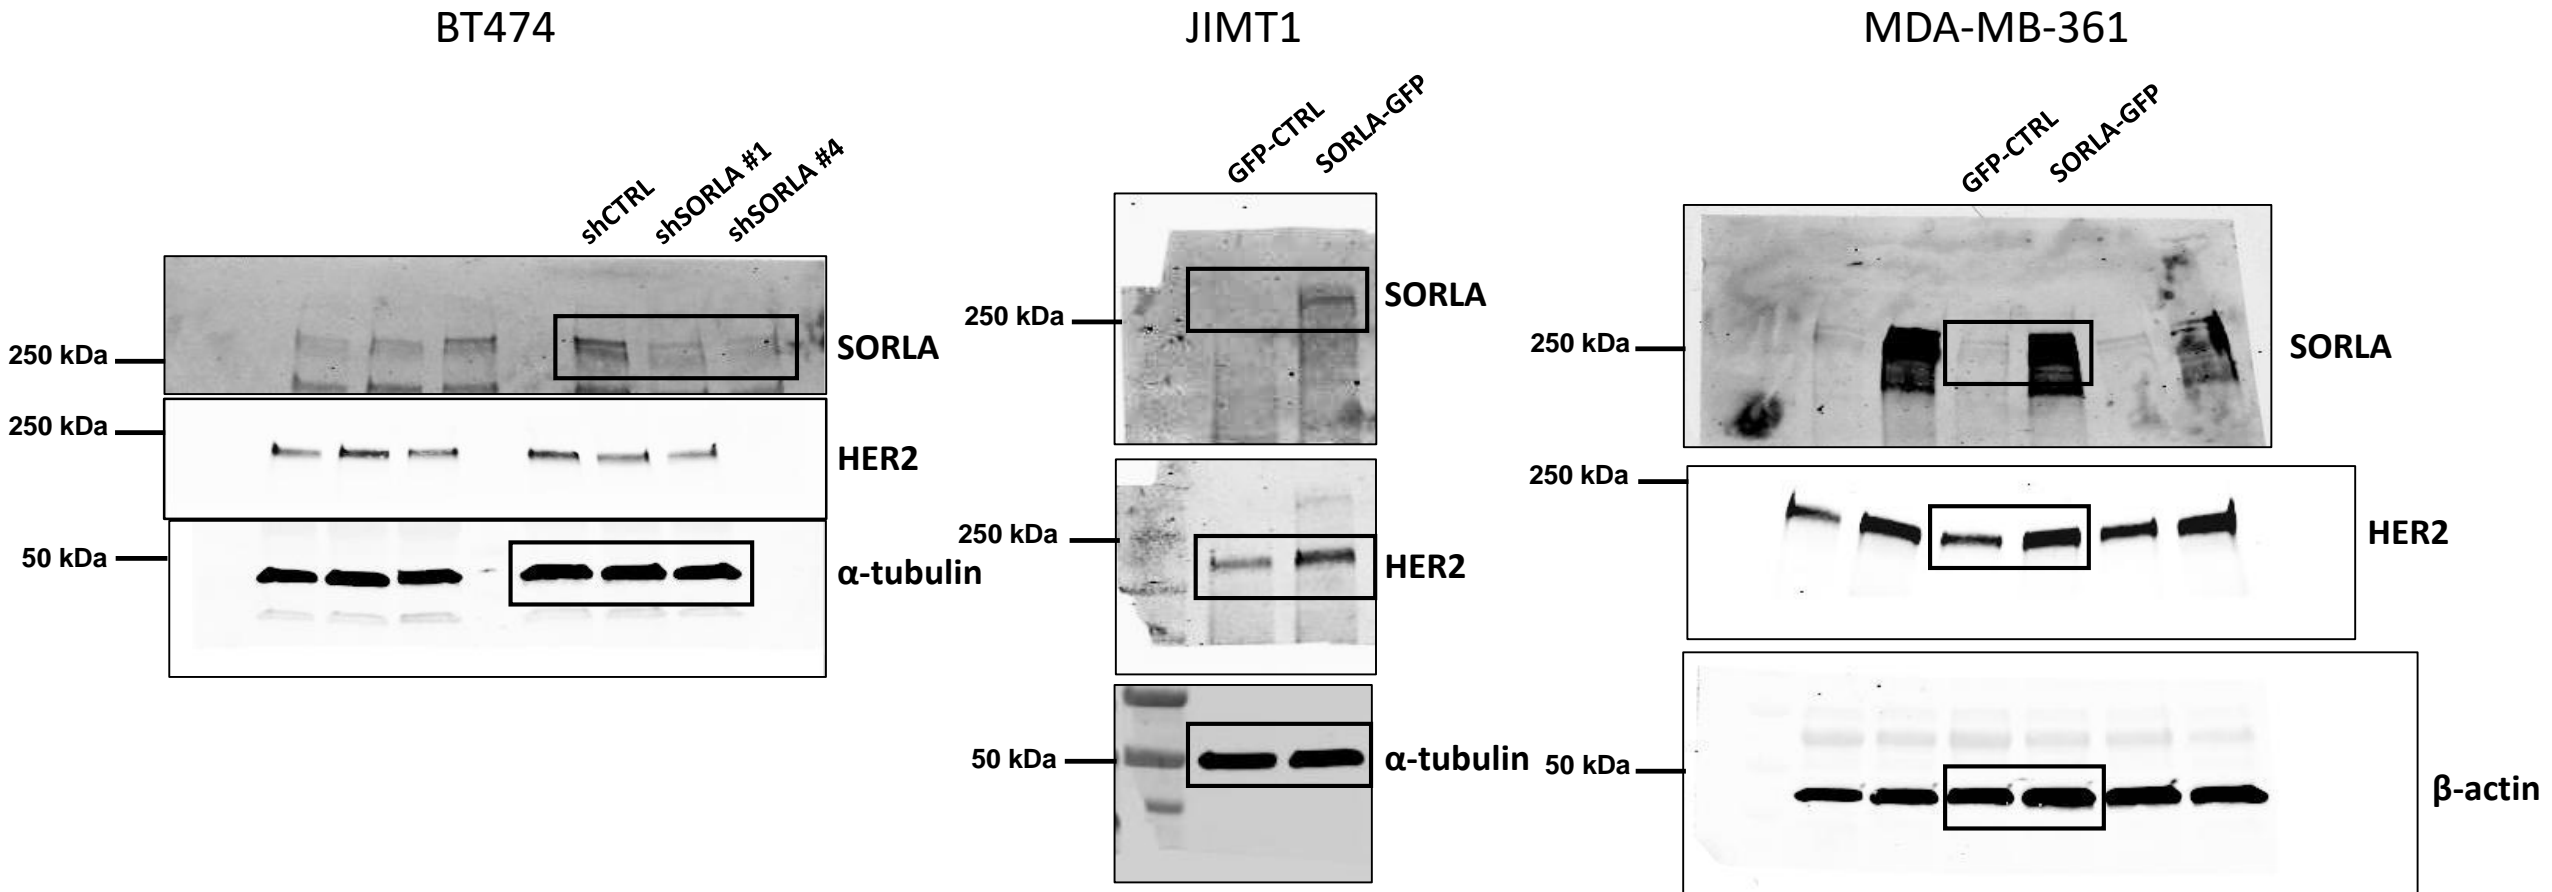 BT474
shCTRL
shSORLA #1
shSORLA #4
250 kDa
SORLA
250 kDa
HER2
50 kDa
α-tubulin
JIMT1
GFP-CTRL
SORLA-GFP
250 kDa
SORLA
250 kDa
HER2
50 kDa
α-tubulin
MDA-MB-361
GFP-CTRL
SORLA-GFP
250 kDa
SORLA
250 kDa
HER2
50 kDa
β-actin